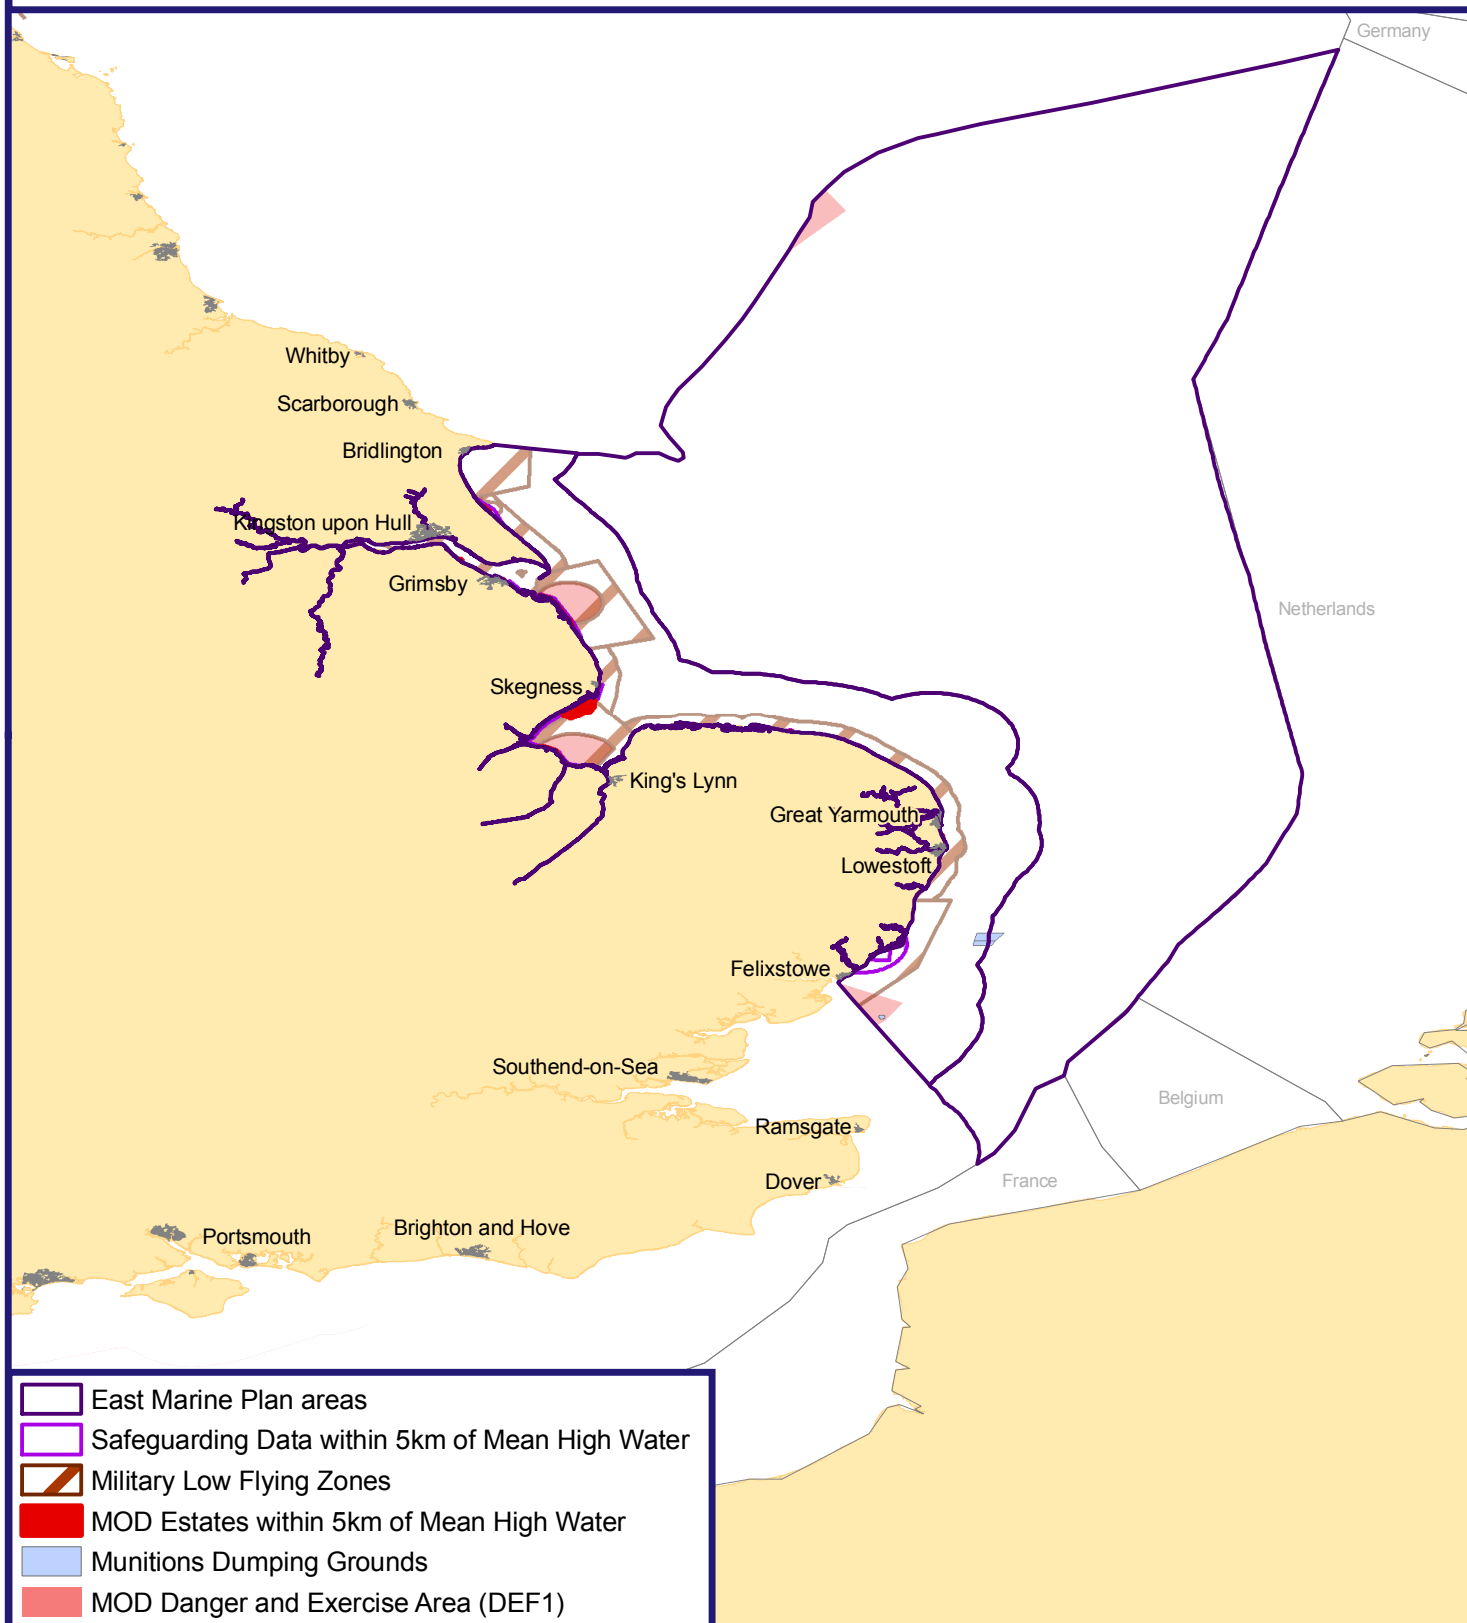 Germany
Whitby
Scarborough
Bridlington
Kingston upon Hull
Grimsby
Netherlands
Skegness
King's Lynn
Great Yarmouth
Lowestoft
Felixstowe
Southend-on-Sea
Belgium
Ramsgate
Dover
France
Portsmouth
Brighton and Hove
East Marine Plan areas
Safeguarding Data within 5km of Mean High Water
Military Low Flying Zones
MOD Estates within 5km of Mean High Water
Munitions Dumping Grounds
MOD Danger and Exercise Area (DEF1)